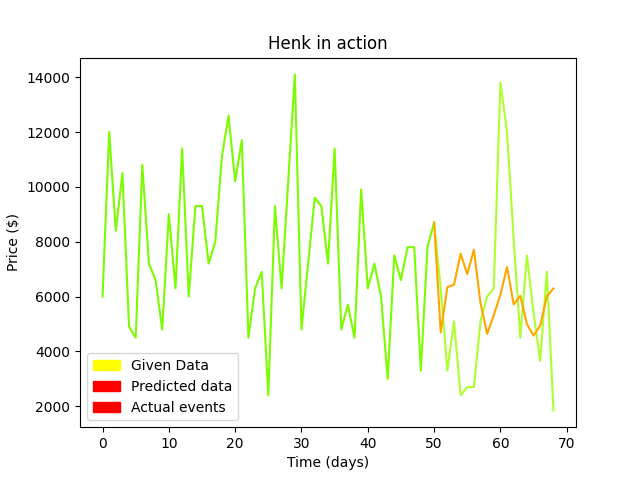 Henk in action
14000
12000
10000
8000
6000
4000
2000
Price ($)
Given Data
Predicted data
Actual events
0 10 20 30 40 50 60 70
Time (days)